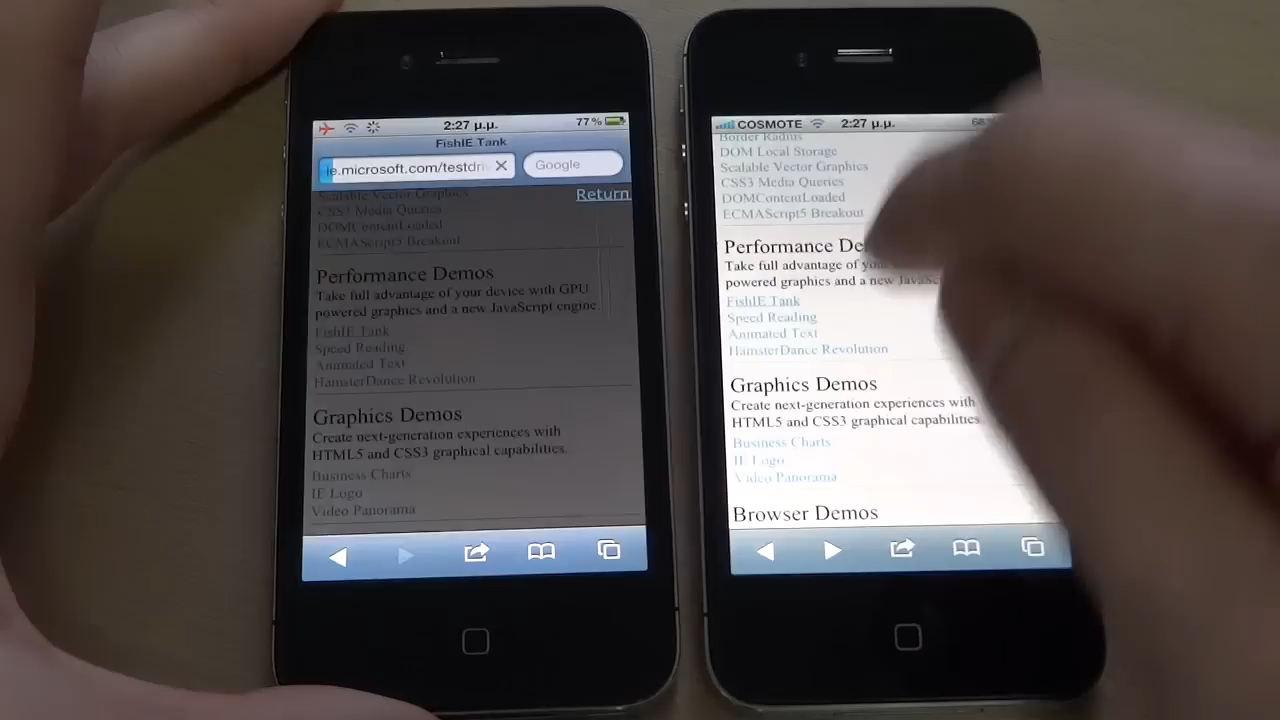 2:27 μ.μ.
77%
FishIE Tank
ie.microsoft.com/testdri
Google
Return
Scalable Vector Graphics
CSS3 Media Queries
DOMContentLoaded
ECMAScript5 Breakout
Performance Demos
Take full advantage of your device with GPU
powered graphics and a new JavaScript engine.
FishIE Tank
Speed Reading
Animated Text
HamsterDance Revolution
Graphics Demos
Create next-generation experiences with
HTML5 and CSS3 graphical capabilities.
Business Charts
IE Logo
Video Panorama
COSMOTE
2:27 μ.μ.
Border Radius
DOM Local Storage
Scalable Vector Graphics
CSS3 Media Queries
DOMContentLoaded
ECMAScript5 Breakout
Performance De
Take full advantage of
powered graphics and a new
FishIE Tank
Speed Reading
Animated Text
HamsterDance Revolution
Graphics Demos
Create next-generation experiences with
HTML5 and CSS3 graphical capabilities
Business Charts
IE Logo
Video Panorama
Browser Demos